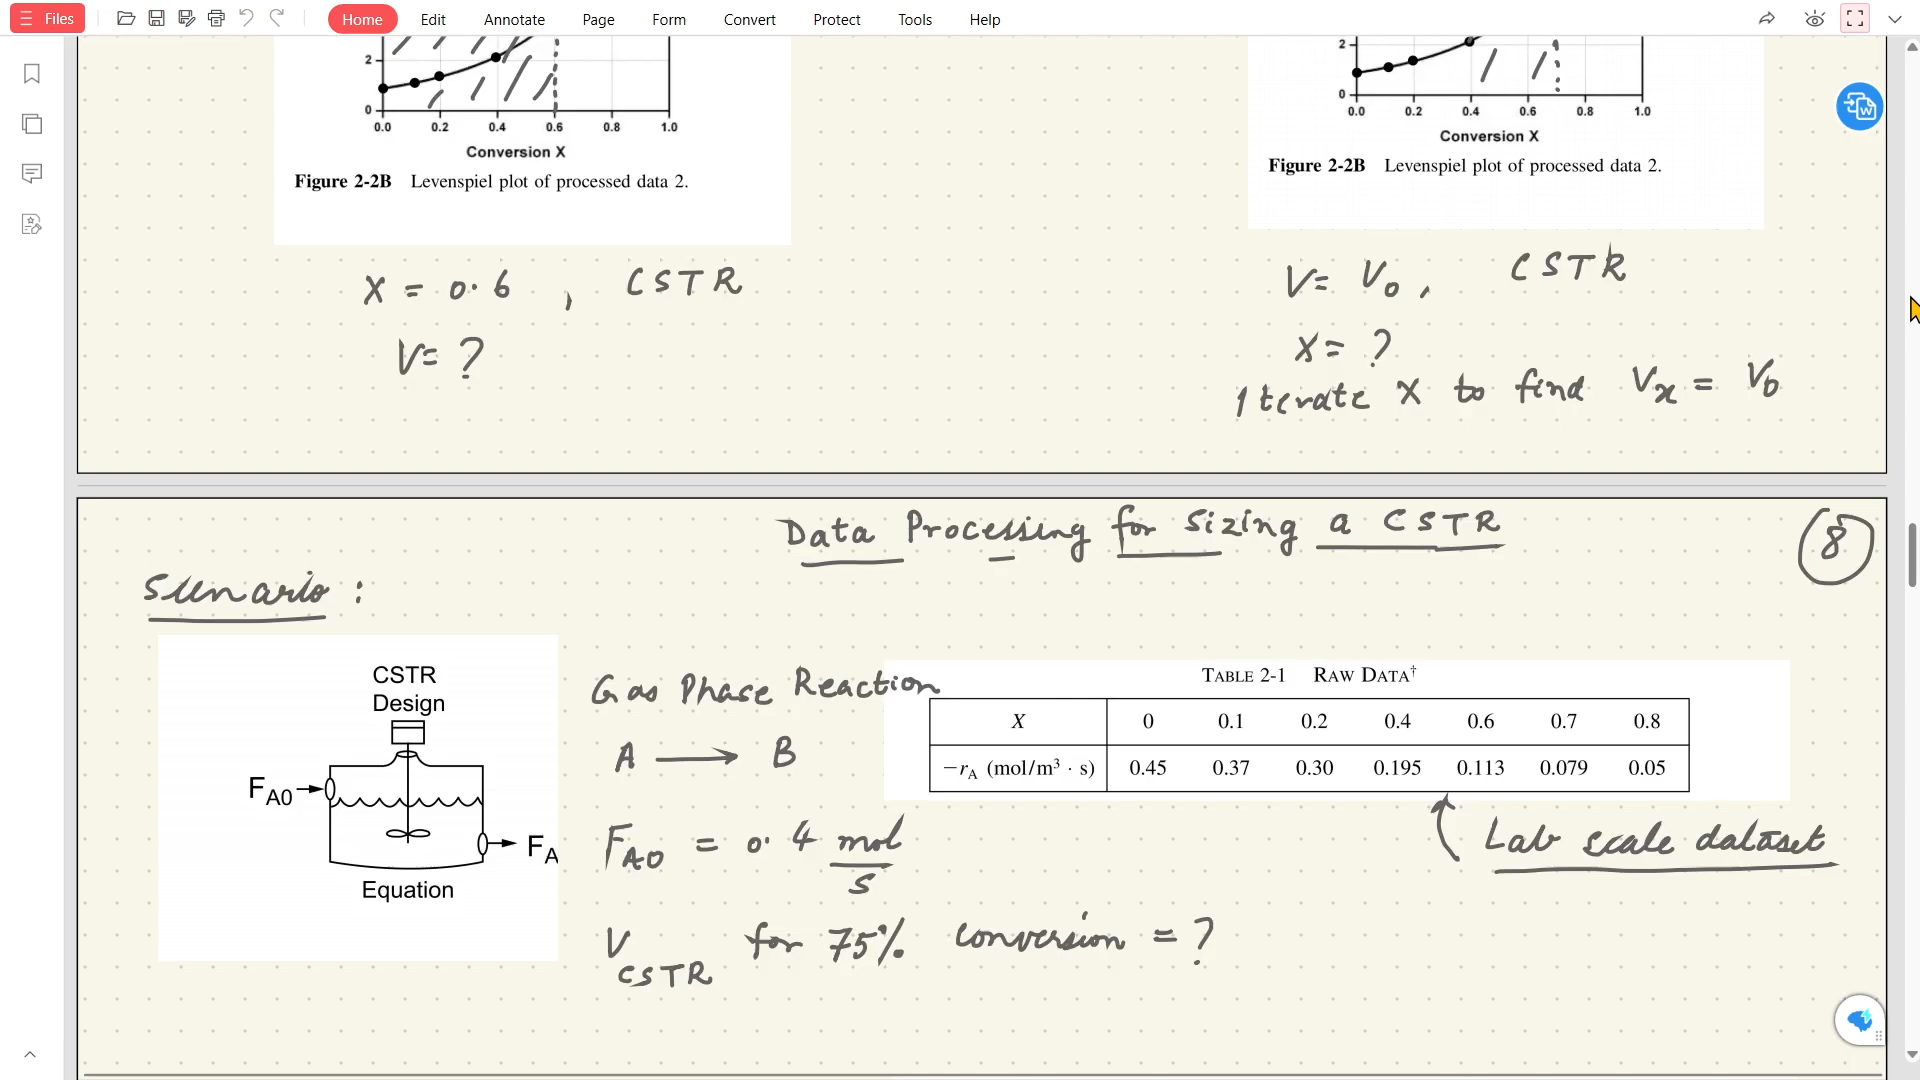 Files Home Edit Annotate Page Form Convert Protect Tools Help
2
0
0.0 0.2 0.4 0.6 0.8 1.0
Conversion X
Figure 2-2B Levenspiel plot of processed data 2.
X = 0.6 , CSTR
V= ?
2
0
0.0 0.2 0.4 0.6 0.8 1.0
Conversion X
Figure 2-2B Levenspiel plot of processed data 2.
V= V0 , CSTR
X= ?
Iterate X to find Vx = V0
Data Processing for Sizing a CSTR
8
Scenario :
CSTR
Design
FA0
FA
Equation
Gas Phase Reaction
A → B
FA0 = 0.4 mol
s
V CSTR for 75% conversion = ?
TABLE 2-1 RAW DATA†
X 0 0.1 0.2 0.4 0.6 0.7 0.8
−rA (mol/m³ · s) 0.45 0.37 0.30 0.195 0.113 0.079 0.05
Lab scale dataset
W